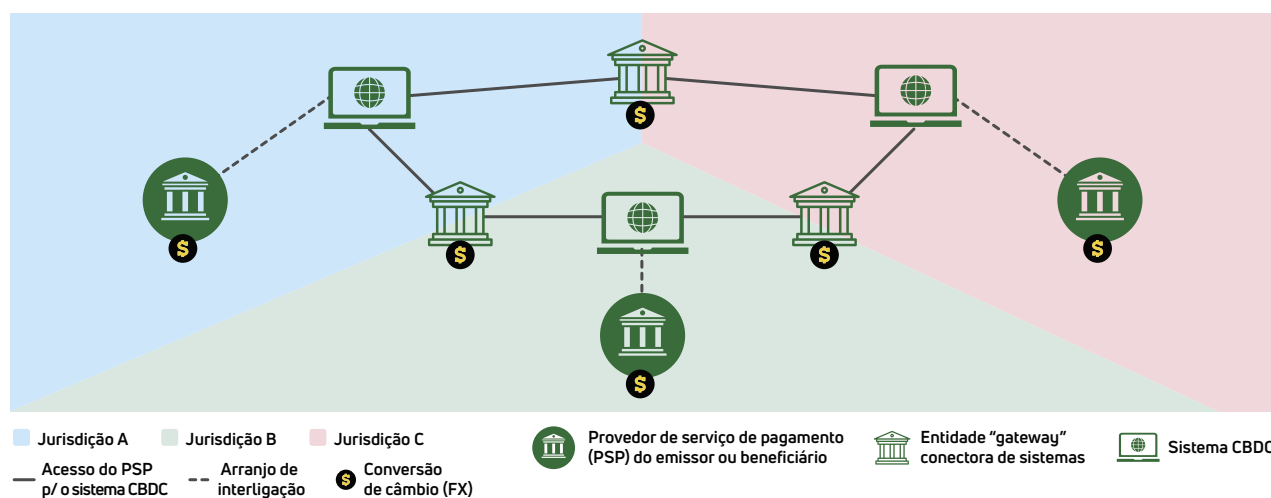 Jurisdição A
Jurisdição B
Jurisdição C
Acesso do PSP
p/ o sistema CBDC
Arranjo de
interligação
$ Conversão
de câmbio (FX)
Provedor de serviço de pagamento
(PSP) do emissor ou beneficiário
Entidade “gateway”
conectora de sistemas
Sistema CBDC